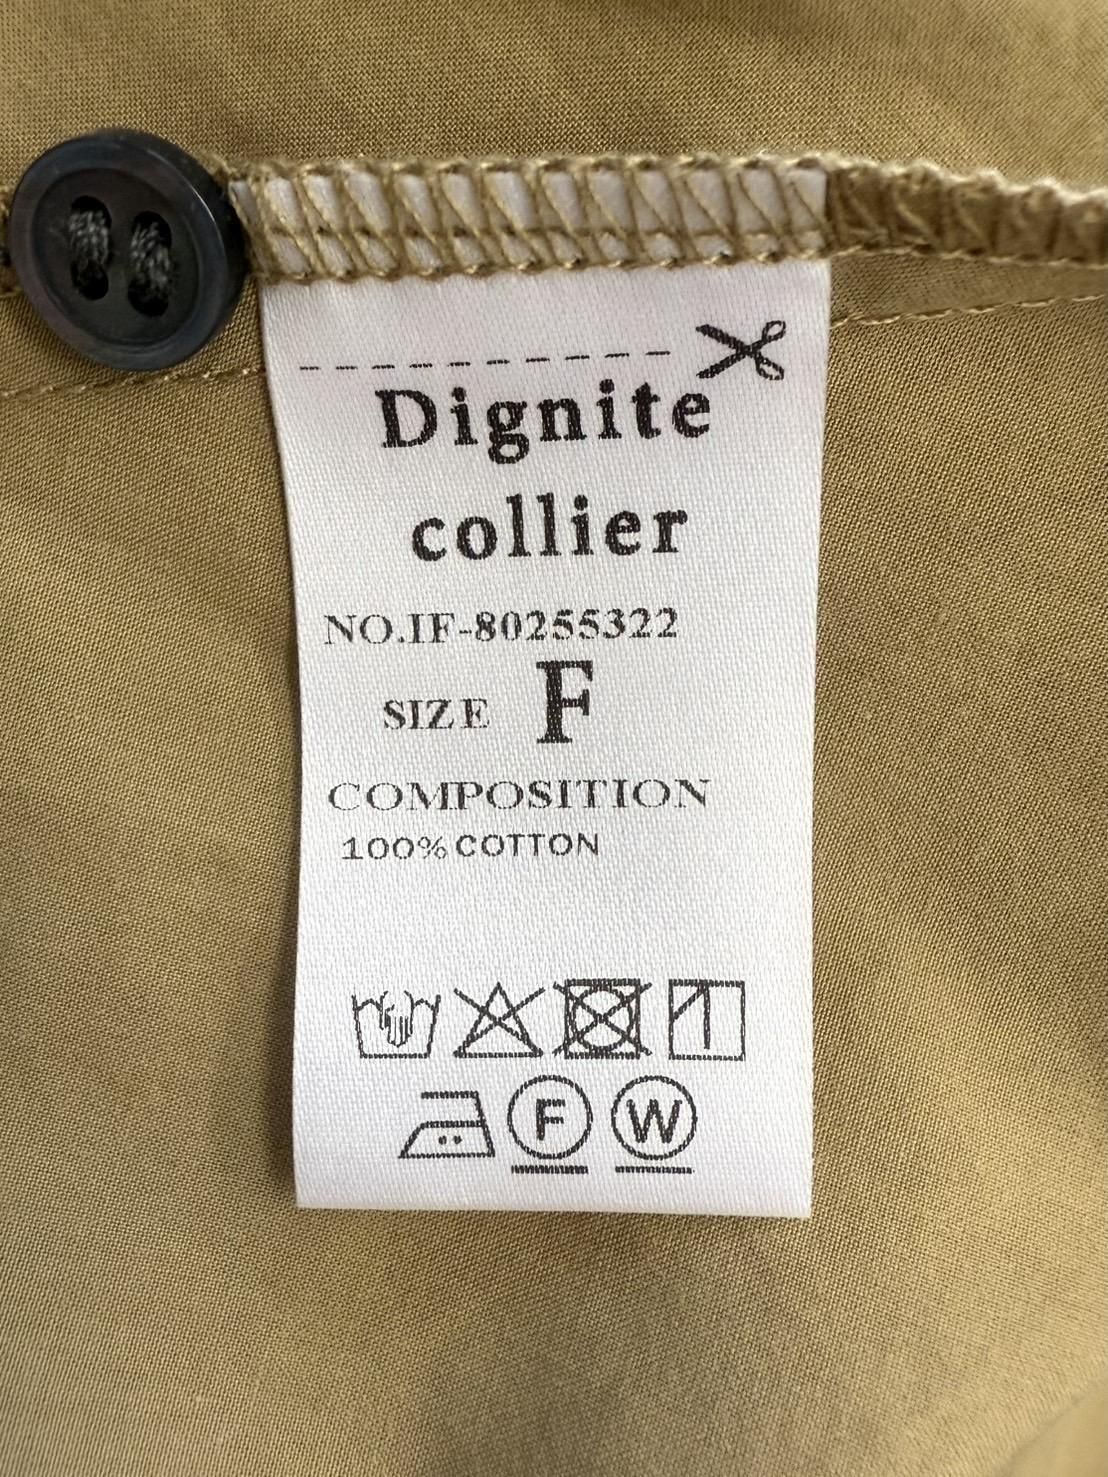 Dignite
collier
NO.IF-80255322
SIZE F
COMPOSITION
100% COTTON
F W